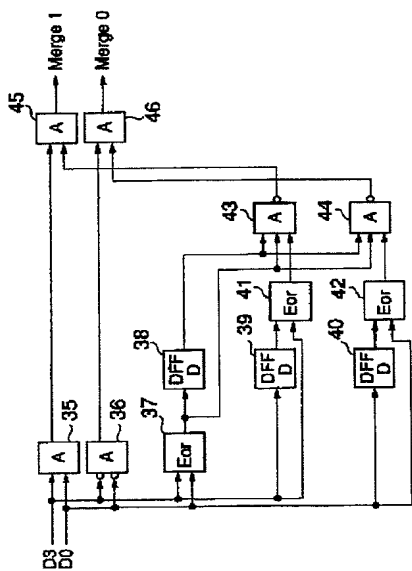 45
35
A
A
Merge 1
D3
D0
36
A
A
Merge 0
46
37
38
Eor
DFF
D
43
A
41
39
Eor
DFF
D
44
A
42
40
Eor
DFF
D